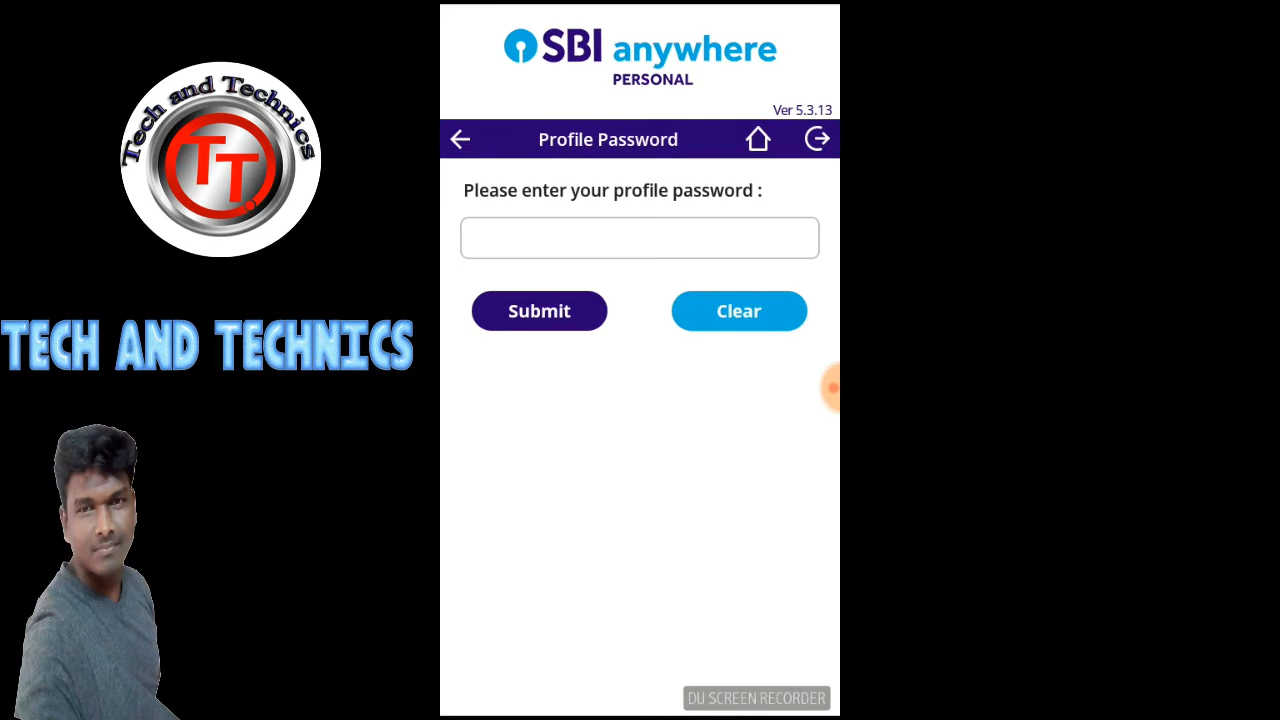 Tech and Technics
TT.
TECH AND TECHNICS
SBI anywhere
PERSONAL
Ver 5.3.13
Profile Password
Please enter your profile password :
Submit
Clear
DU SCREEN RECORDER